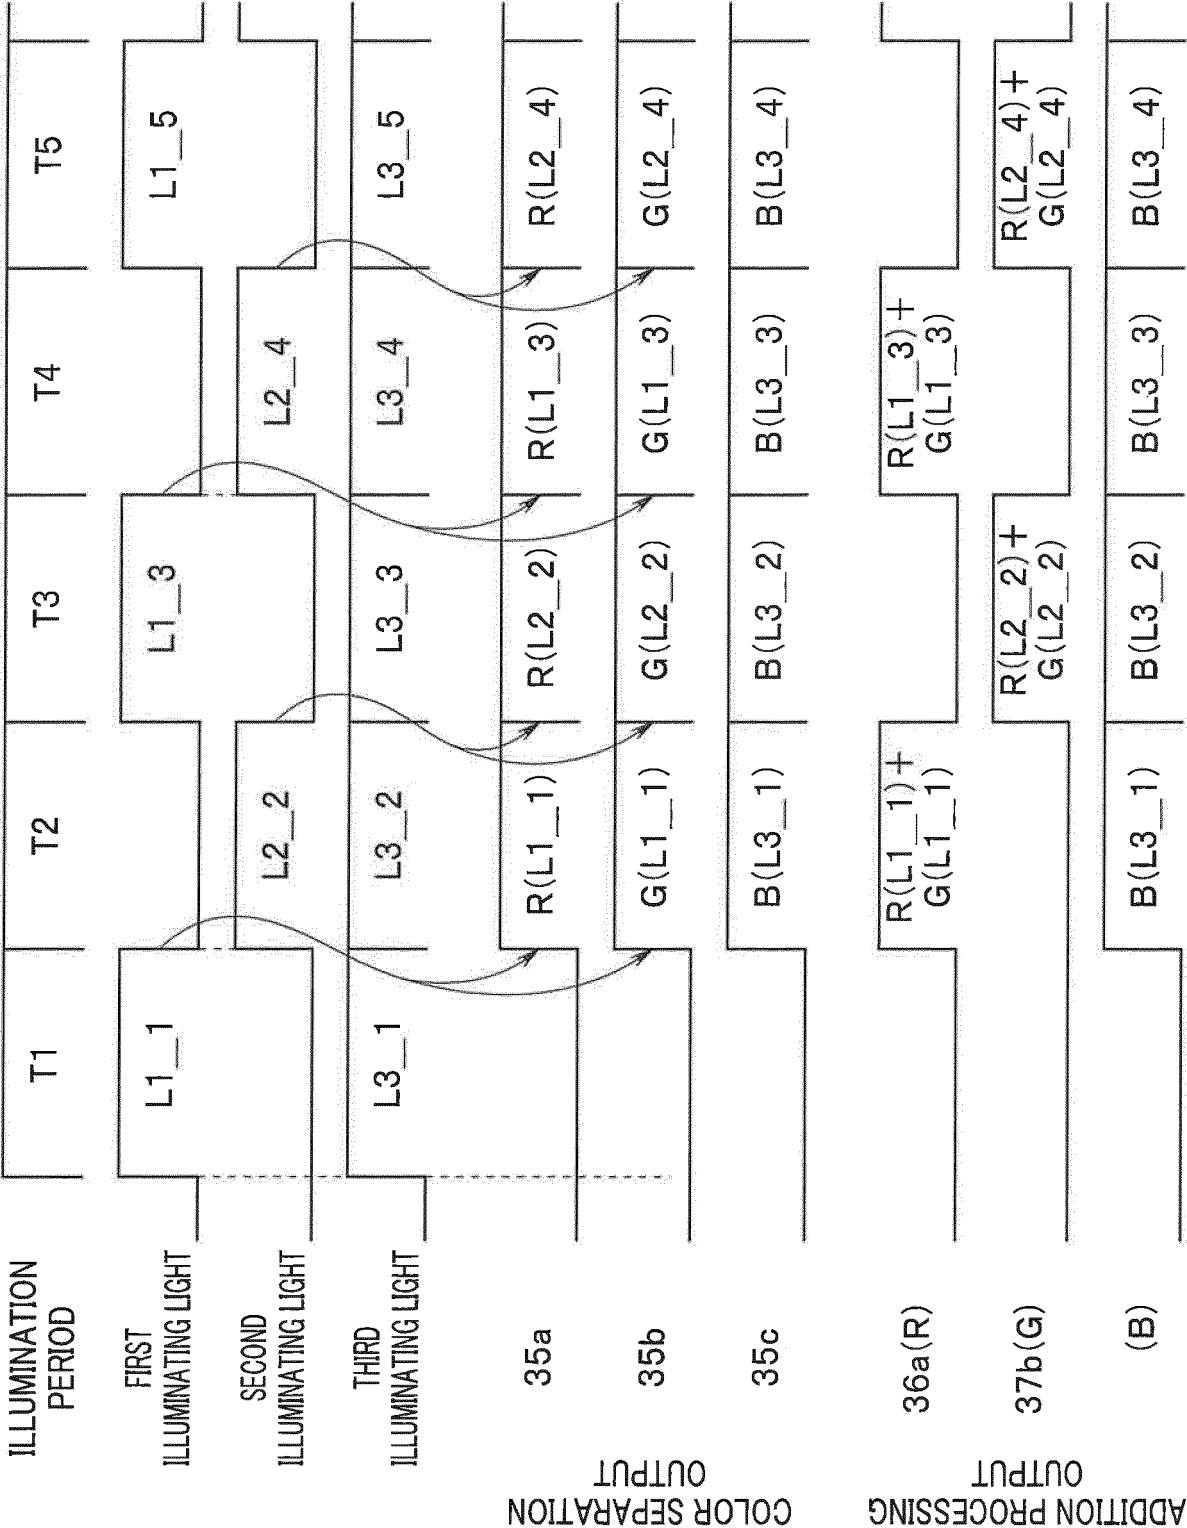 ILLUMINATION
PERIOD
T1
T2
T3
T4
T5
FIRST
ILLUMINATING LIGHT
L1_1
L1_3
L1_5
SECOND
ILLUMINATING LIGHT
L2_2
L2_4
THIRD
ILLUMINATING LIGHT
L3_1
L3_2
L3_3
L3_4
L3_5
COLOR SEPARATION
OUTPUT
35a
R(L1_1)
R(L2_2)
R(L1_3)
R(L2_4)
35b
G(L1_1)
G(L2_2)
G(L1_3)
G(L2_4)
35c
B(L3_1)
B(L3_2)
B(L3_3)
B(L3_4)
ADDITION PROCESSING
OUTPUT
36a(R)
R(L1_1)+
G(L1_1)
R(L1_3)+
G(L1_3)
37b(G)
R(L2_2)+
G(L2_2)
R(L2_4)+
G(L2_4)
(B)
B(L3_1)
B(L3_2)
B(L3_3)
B(L3_4)